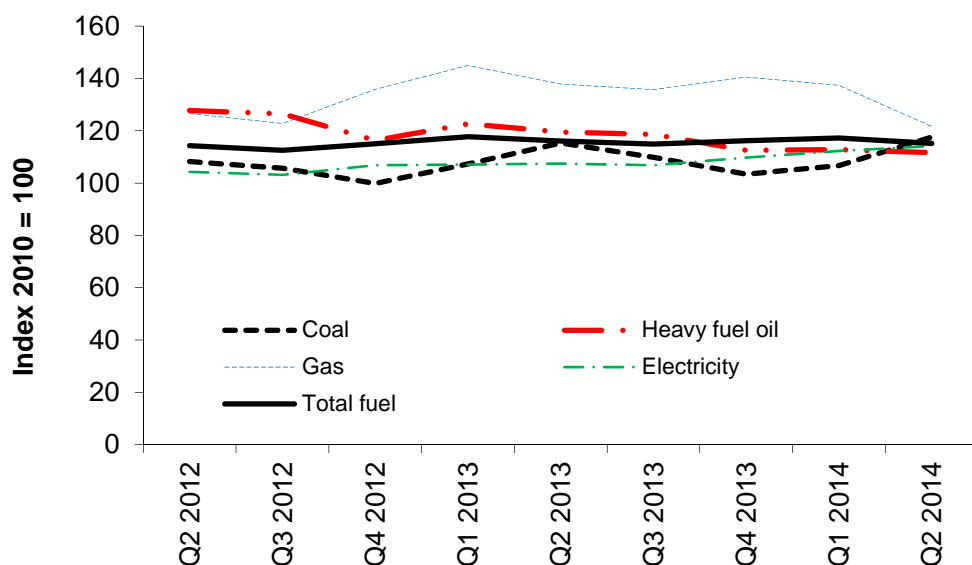 160
140
120
100
80
60
40
20
0
Index 2010 = 100
Coal
Heavy fuel oil
Gas
Electricity
Total fuel
Q2 2012
Q3 2012
Q4 2012
Q1 2013
Q2 2013
Q3 2013
Q4 2013
Q1 2014
Q2 2014